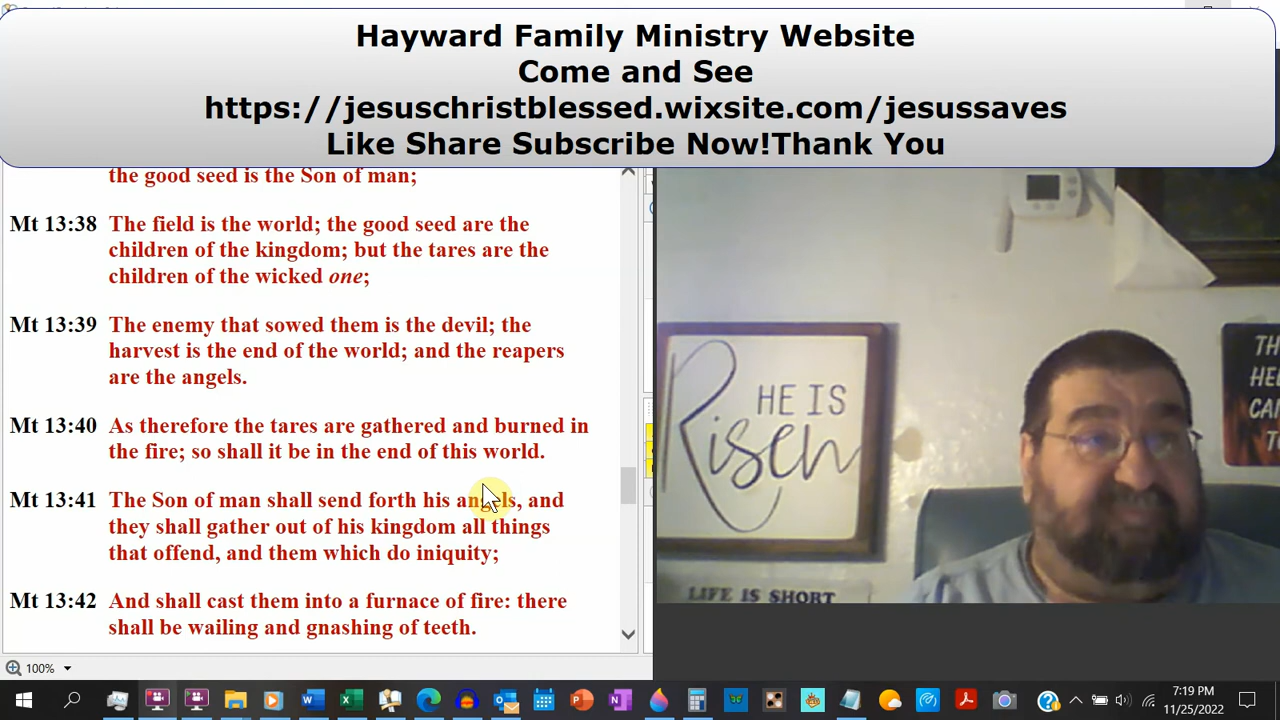 Hayward Family Ministry Website
Come and See
https://jesuschristblessed.wixsite.com/jesussaves
Like Share Subscribe Now!Thank You
the good seed is the Son of man;
Mt 13:38 The field is the world; the good seed are the
children of the kingdom; but the tares are the
children of the wicked one;
Mt 13:39 The enemy that sowed them is the devil; the
harvest is the end of the world; and the reapers
are the angels.
Mt 13:40 As therefore the tares are gathered and burned in
the fire; so shall it be in the end of this world.
Mt 13:41 The Son of man shall send forth his angels, and
they shall gather out of his kingdom all things
that offend, and them which do iniquity;
Mt 13:42 And shall cast them into a furnace of fire: there
shall be wailing and gnashing of teeth.
HE IS
Risen
LIFE IS SHORT
100%
7:19 PM
11/25/2022